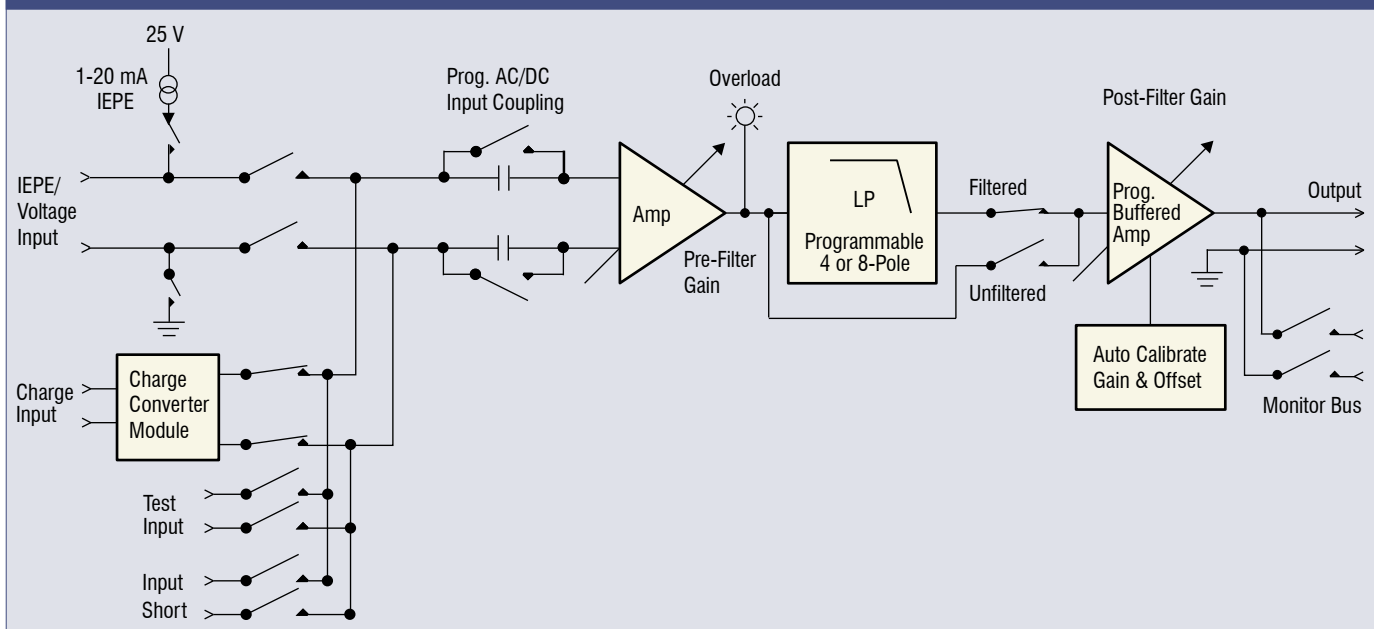 25 V
1-20 mA
IEPE
Prog. AC/DC
Input Coupling
Overload
Post-Filter Gain
IEPE/
Voltage
Input
Amp
Pre-Filter
Gain
LP
Programmable
4 or 8-Pole
Filtered
Unfiltered
Prog.
Buffered
Amp
Output
Auto Calibrate
Gain & Offset
Monitor Bus
Charge
Input
Charge
Converter
Module
Test
Input
Input
Short